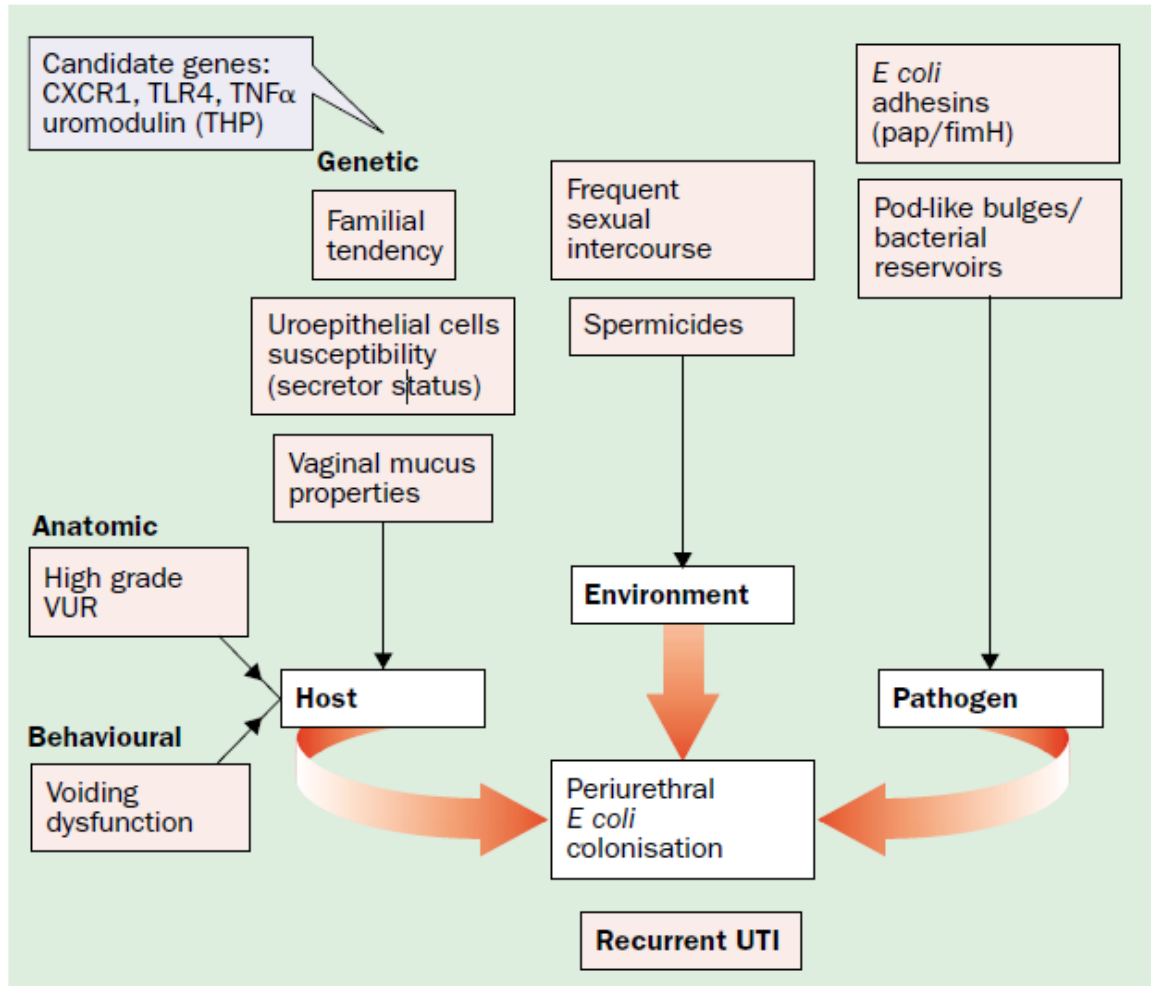 Candidate genes:
CXCR1, TLR4, TNFα
uromodulin (THP)
Genetic
Familial
tendency
Uroepithelial cells
susceptibility
(secretor status)
Vaginal mucus
properties
Anatomic
High grade
VUR
Behavioural
Voiding
dysfunction
Host
Frequent
sexual
intercourse
Spermicides
Environment
E coli
adhesins
(pap/fimH)
Pod-like bulges/
bacterial
reservoirs
Pathogen
Periurethral
E coli
colonisation
Recurrent UTI